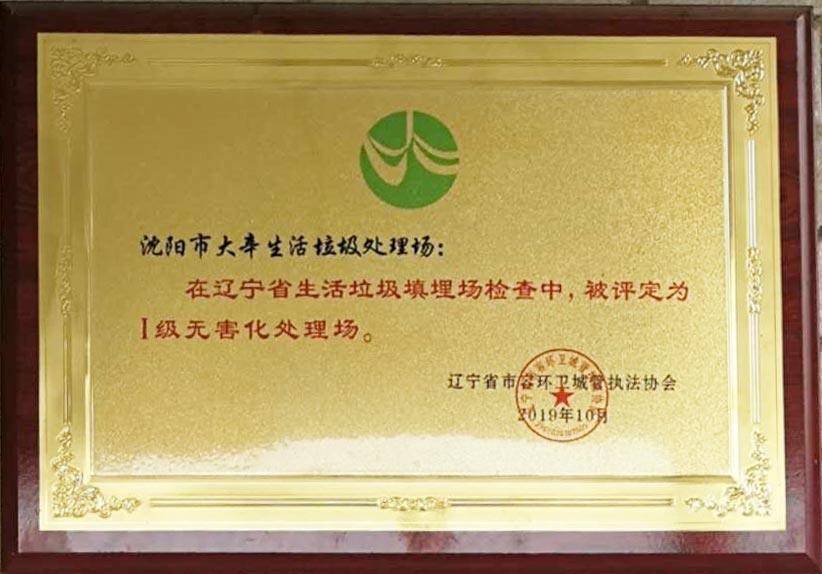 沈阳市大辛生活垃圾处理场：
在辽宁省生活垃圾填埋场检查中，被评定为
I级无害化处理场。
辽宁省市容环卫城管执法协会
2019年10月